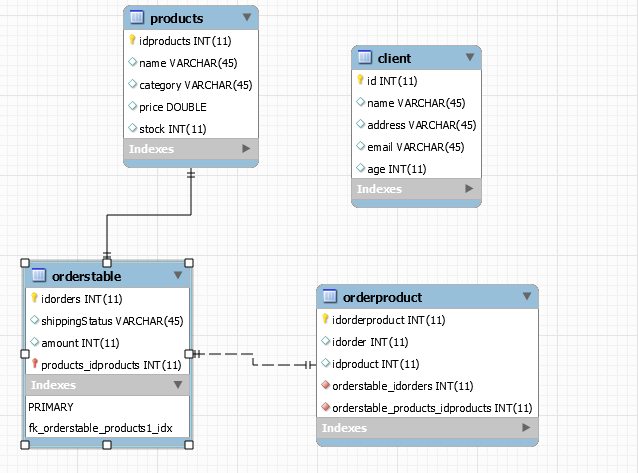 products
idproducts INT(11)
name VARCHAR(45)
category VARCHAR(45)
price DOUBLE
stock INT(11)
Indexes
client
id INT(11)
name VARCHAR(45)
address VARCHAR(45)
email VARCHAR(45)
age INT(11)
Indexes
orderstable
idorders INT(11)
shippingStatus VARCHAR(45)
amount INT(11)
products_idproducts INT(11)
Indexes
PRIMARY
fk_orderstable_products1_idx
orderproduct
idorderproduct INT(11)
idorder INT(11)
idproduct INT(11)
orderstable_idorders INT(11)
orderstable_products_idproducts INT(11)
Indexes